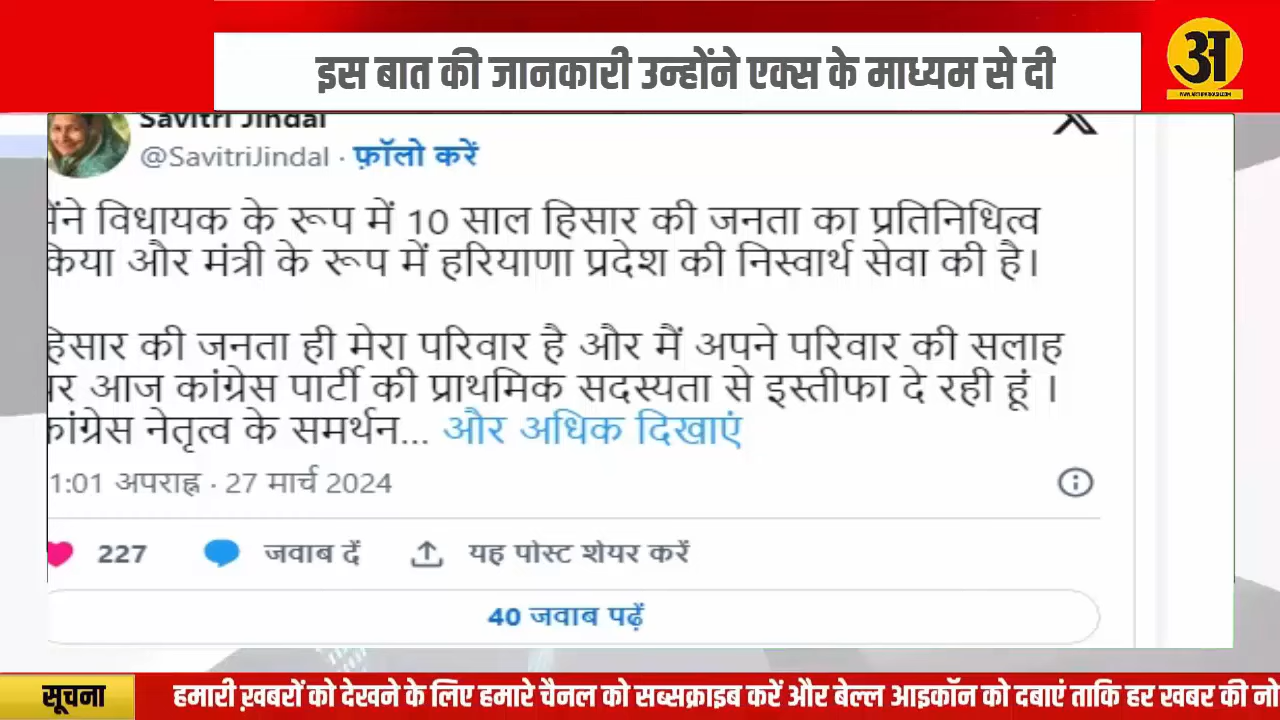 इस बात की जानकारी उन्होंने एक्स के माध्यम से दी
अ
WWW.ARTHPARKASH.COM
Savitri Jindal
@SavitriJindal · फ़ॉलो करें
मैंने विधायक के रूप में 10 साल हिसार की जनता का प्रतिनिधित्व
किया और मंत्री के रूप में हरियाणा प्रदेश की निस्वार्थ सेवा की है।
हिसार की जनता ही मेरा परिवार है और मैं अपने परिवार की सलाह
पर आज कांग्रेस पार्टी की प्राथमिक सदस्यता से इस्तीफा दे रही हूं ।
कांग्रेस नेतृत्व के समर्थन... और अधिक दिखाएं
1:01 अपराह्न · 27 मार्च 2024
227 जवाब दें यह पोस्ट शेयर करें
40 जवाब पढ़ें
सूचना हमारी ख़बरों को देखने के लिए हमारे चैनल को सब्सक्राइब करें और बेल्ल आइकॉन को दबाएं ताकि हर खबर की नो